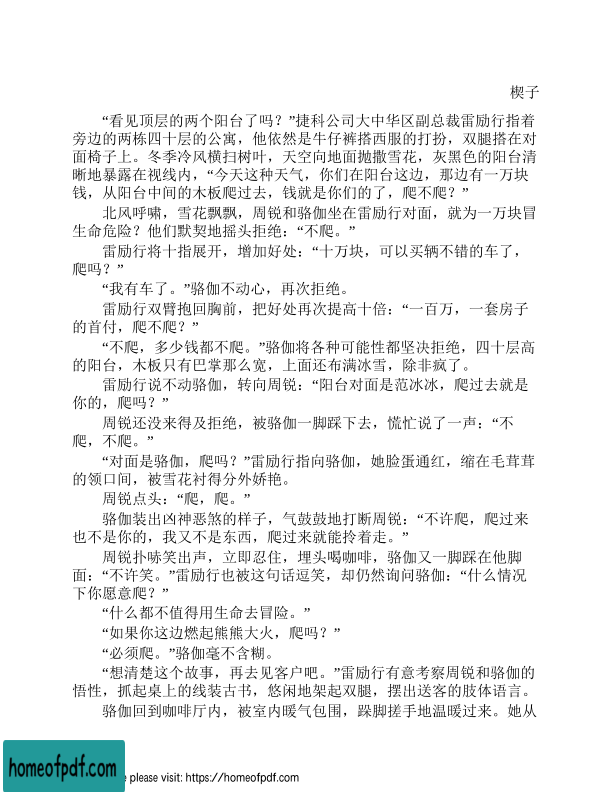 楔子
“看见顶层的两个阳台了吗？”捷科公司大中华区副总裁雷励行指着
旁边的两栋四十层的公寓，他依然是牛仔裤搭西服的打扮，双腿搭在对
面椅子上。冬季冷风横扫树叶，天空向地面抛撒雪花，灰黑色的阳台清
晰地暴露在视线内，“今天这种天气，你们在阳台这边，那边有一万块
钱，从阳台中间的木板爬过去，钱就是你们的了，爬不爬？”
北风呼啸，雪花飘飘，周锐和骆伽坐在雷励行对面，就为一万块冒
生命危险？他们默契地摇头拒绝：“不爬。”
雷励行将十指展开，增加好处：“十万块，可以买辆不错的车了，
爬吗？”
“我有车了。”骆伽不动心，再次拒绝。
雷励行双臂抱回胸前，把好处再次提高十倍：“一百万，一套房子
的首付，爬不爬？”
“不爬，多少钱都不爬。”骆伽将各种可能性都坚决拒绝，四十层高
的阳台，木板只有巴掌那么宽，上面还布满冰雪，除非疯了。
雷励行说不动骆伽，转向周锐：“阳台对面是范冰冰，爬过去就是
你的，爬吗？”
周锐还没来得及拒绝，被骆伽一脚踩下去，慌忙说了一声：“不
爬，不爬。”
“对面是骆伽，爬吗？”雷励行指向骆伽，她脸蛋通红，缩在毛茸茸
的领口间，被雪花衬得分外娇艳。
周锐点头：“爬，爬。”
骆伽装出凶神恶煞的样子，气鼓鼓地打断周锐：“不许爬，爬过来
也不是你的，我又不是东西，爬过来就能拎着走。”
周锐扑哧笑出声，立即忍住，埋头喝咖啡，骆伽又一脚踩在他脚
面：“不许笑。”雷励行也被这句话逗笑，却仍然询问骆伽：“什么情况
下你愿意爬？”
“什么都不值得用生命去冒险。”
“如果你这边燃起熊熊大火，爬吗？”
“必须爬。”骆伽毫不含糊。
“想清楚这个故事，再去见客户吧。”雷励行有意考察周锐和骆伽的
悟性，抓起桌上的线装古书，悠闲地架起双腿，摆出送客的肢体语言。
骆伽回到咖啡厅内，被室内暖气包围，跺脚搓手地温暖过来。她从
homeofpdf.com
e please visit: https://homeofpdf.com